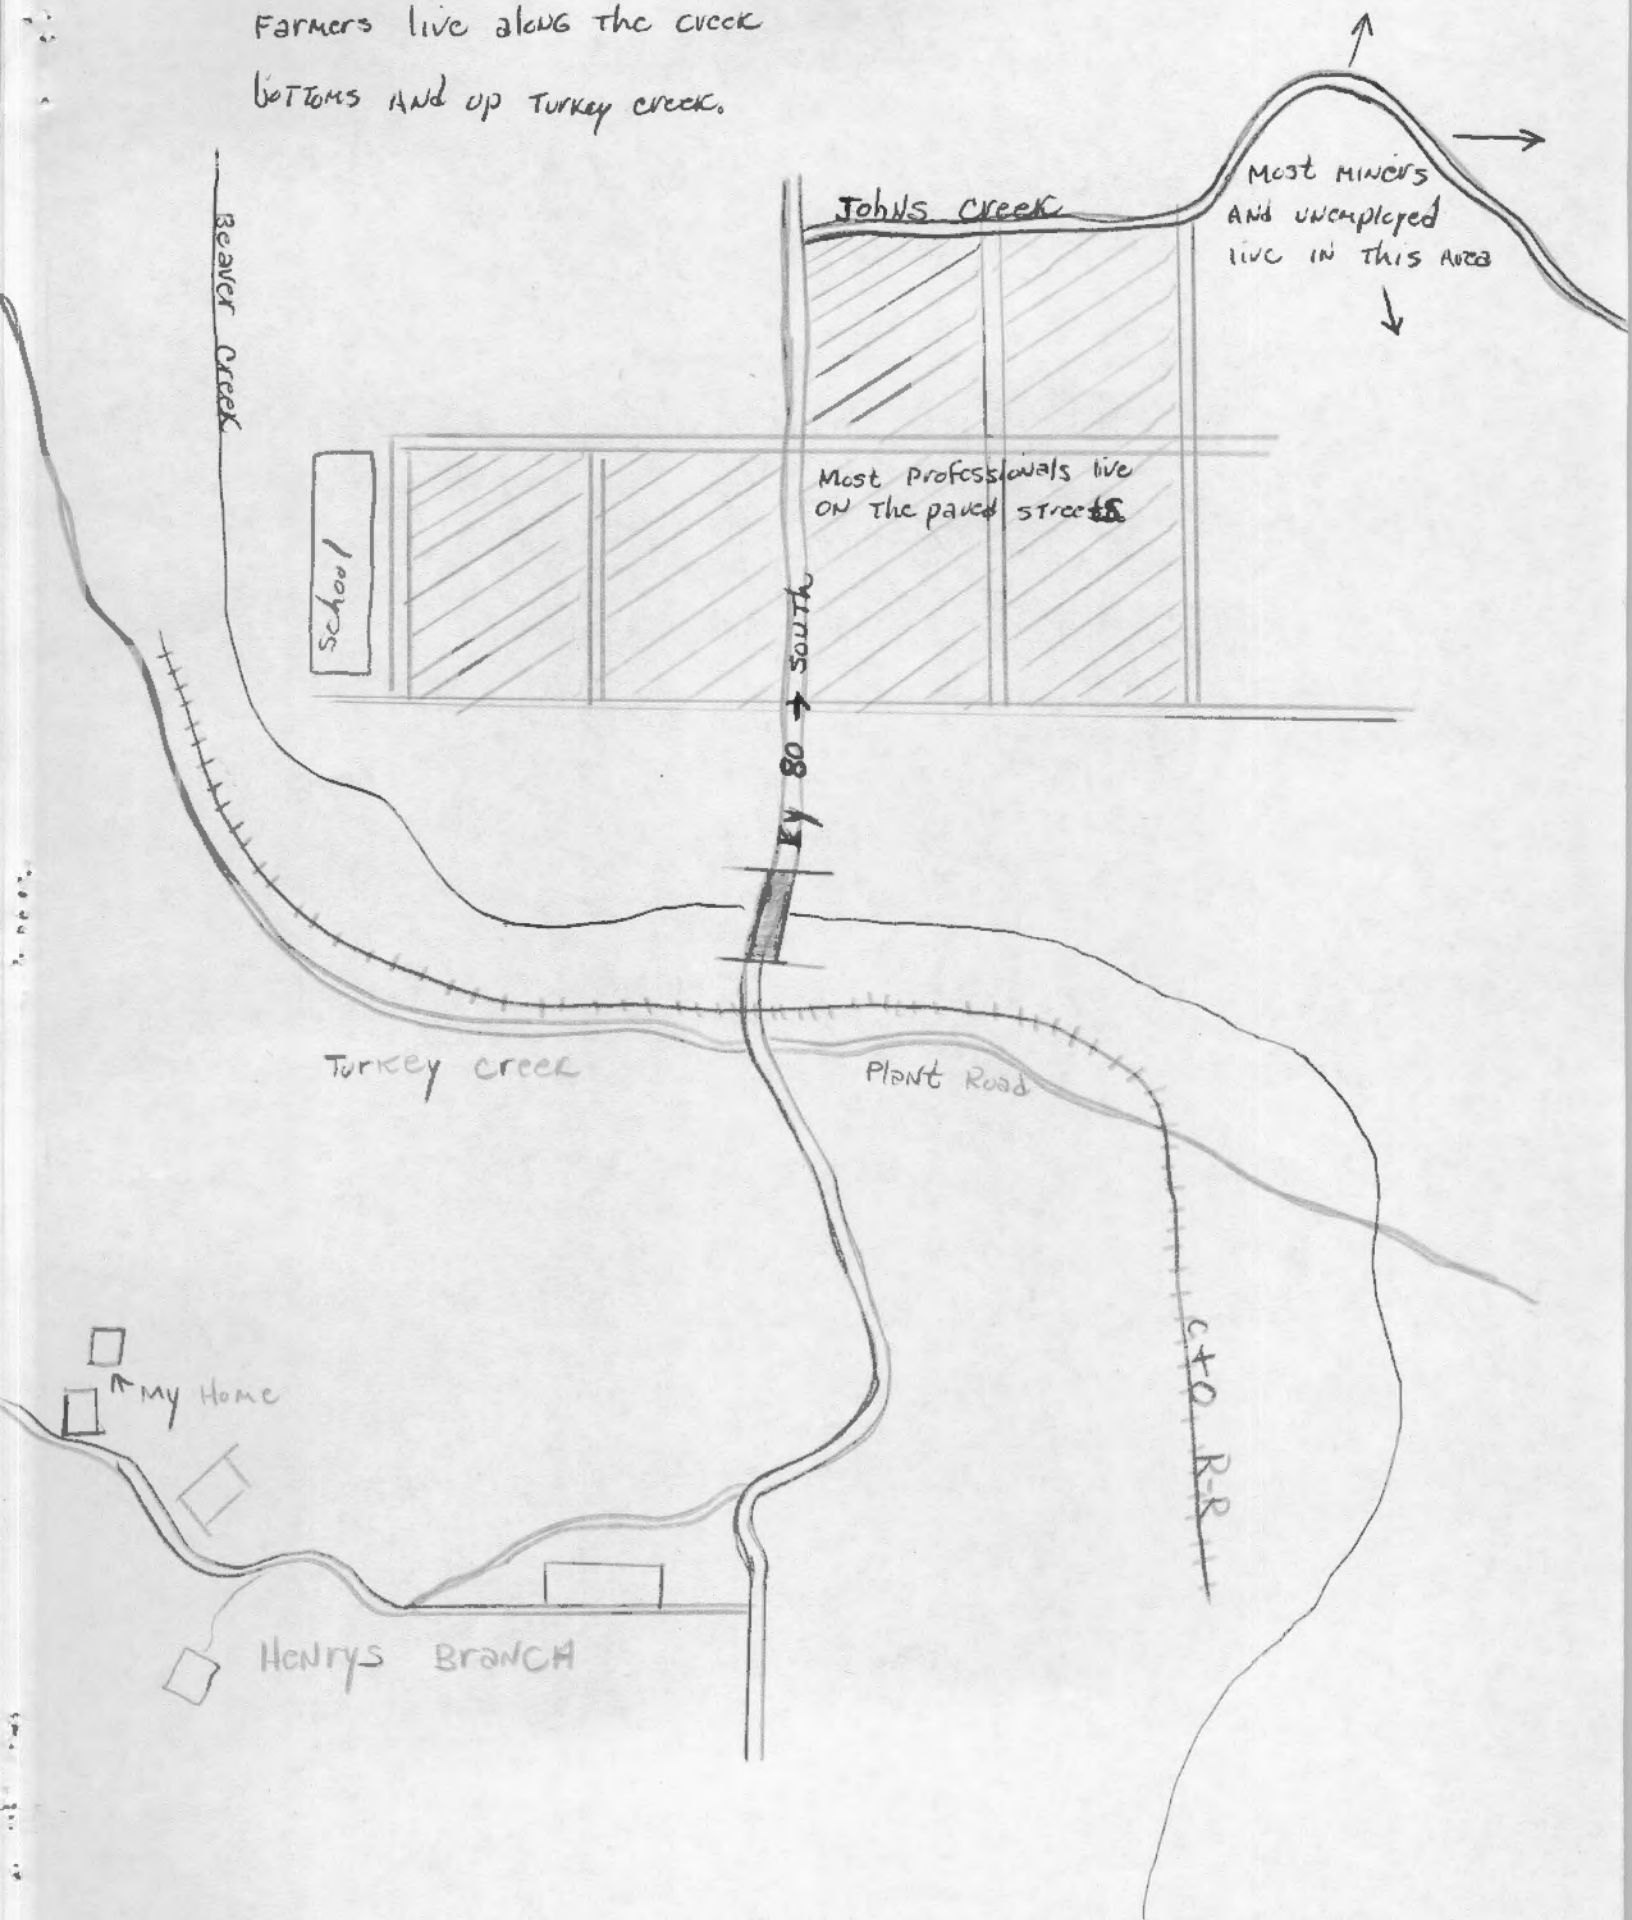 Farmers live along the creek
bottoms and up Turkey creek.
Johns Creek
Most miners
and unemployed
live in this area
Beaver Creek
Most professionals live
on the paved streets
School
Ky 80 → South
Turkey Creek
Plant Road
C+O R-R
My Home
Henrys Branch